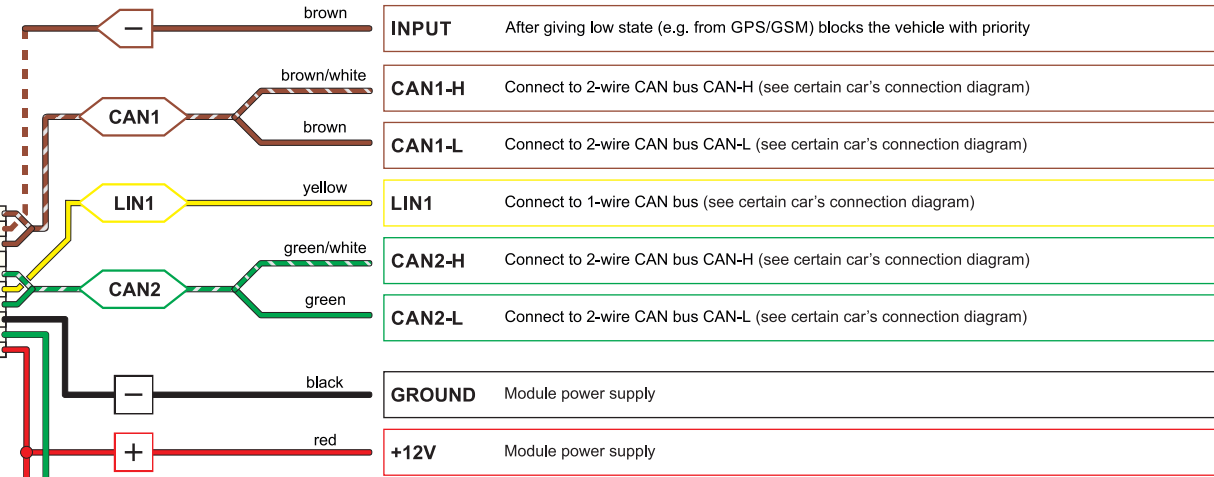 brown
− INPUT After giving low state (e.g. from GPS/GSM) blocks the vehicle with priority
brown/white
CAN1-H Connect to 2-wire CAN bus CAN-H (see certain car's connection diagram)
CAN1
brown
CAN1-L Connect to 2-wire CAN bus CAN-L (see certain car's connection diagram)
yellow
LIN1 LIN1 Connect to 1-wire CAN bus (see certain car's connection diagram)
green/white
CAN2-H Connect to 2-wire CAN bus CAN-H (see certain car's connection diagram)
CAN2
green
CAN2-L Connect to 2-wire CAN bus CAN-L (see certain car's connection diagram)
black
− GROUND Module power supply
red
+ +12V Module power supply